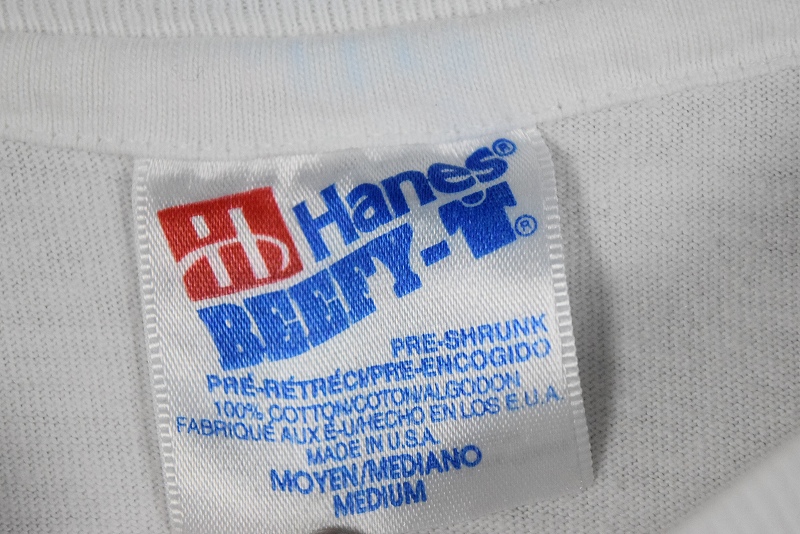 Hanes®
BEEFY-T®
PRE-SHRUNK
PRÉ-RÉTRÉCI/PRE-ENCOGIDO
100% COTTON/COTON/ALGODON
FABRIQUÉ AUX É-U/HECHO EN LOS E.U.A.
MADE IN U.S.A.
MOYEN/MEDIANO
MEDIUM